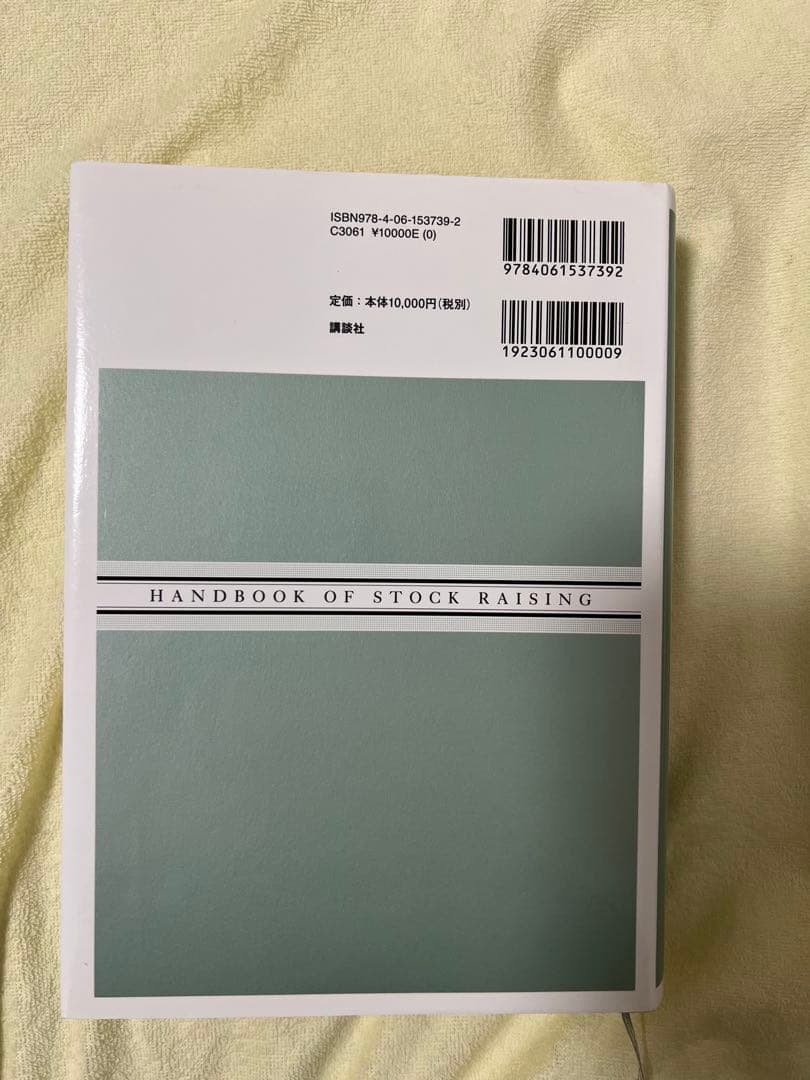 ISBN978-4-06-153739-2
C3061 ¥10000E (0)
9784061537392
定価：本体10,000円（税別）
講談社
1923061100009
HANDBOOK OF STOCK RAISING